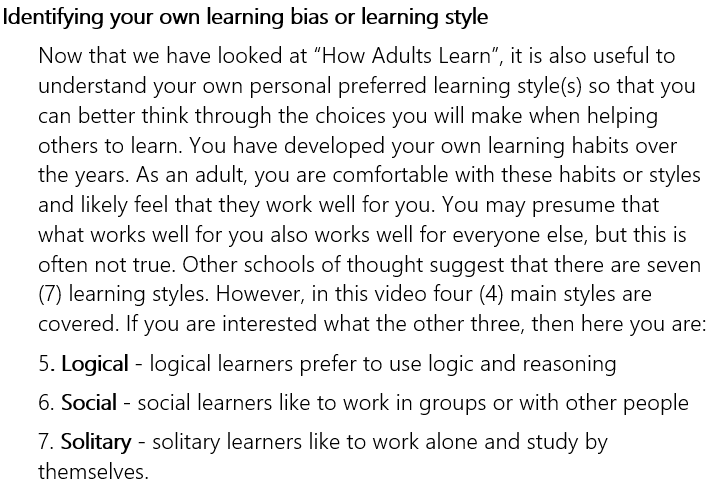 Identifying your own learning bias or learning style
Now that we have looked at “How Adults Learn”, it is also useful to
understand your own personal preferred learning style(s) so that you
can better think through the choices you will make when helping
others to learn. You have developed your own learning habits over
the years. As an adult, you are comfortable with these habits or styles
and likely feel that they work well for you. You may presume that
what works well for you also works well for everyone else, but this is
often not true. Other schools of thought suggest that there are seven
(7) learning styles. However, in this video four (4) main styles are
covered. If you are interested what the other three, then here you are:
5. Logical - logical learners prefer to use logic and reasoning
6. Social - social learners like to work in groups or with other people
7. Solitary - solitary learners like to work alone and study by
themselves.